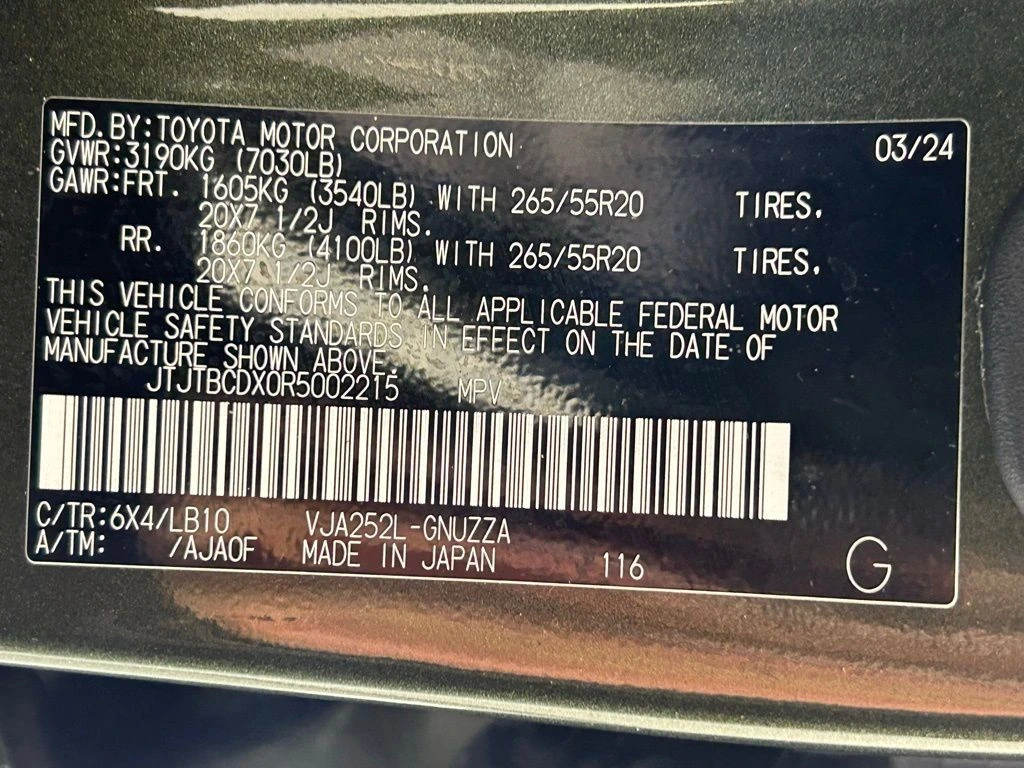 MFD.BY:TOYOTA MOTOR CORPORATION 03/24
GVWR:3190KG (7030LB)
GAWR:FRT. 1605KG (3540LB) WITH 265/55R20 TIRES.
20X7 1/2J RIMS.
RR. 1860KG (4100LB) WITH 265/55R20 TIRES.
20X7 1/2J RIMS.
THIS VEHICLE CONFORMS TO ALL APPLICABLE FEDERAL MOTOR
VEHICLE SAFETY STANDARDS IN EFFECT ON THE DATE OF
MANUFACTURE SHOWN ABOVE.
JTJTBCDX0R5002215 MPV
C/TR:6X4/LB10 VJA252L-GNUZZA
A/TM: /AJA0F MADE IN JAPAN 116 G